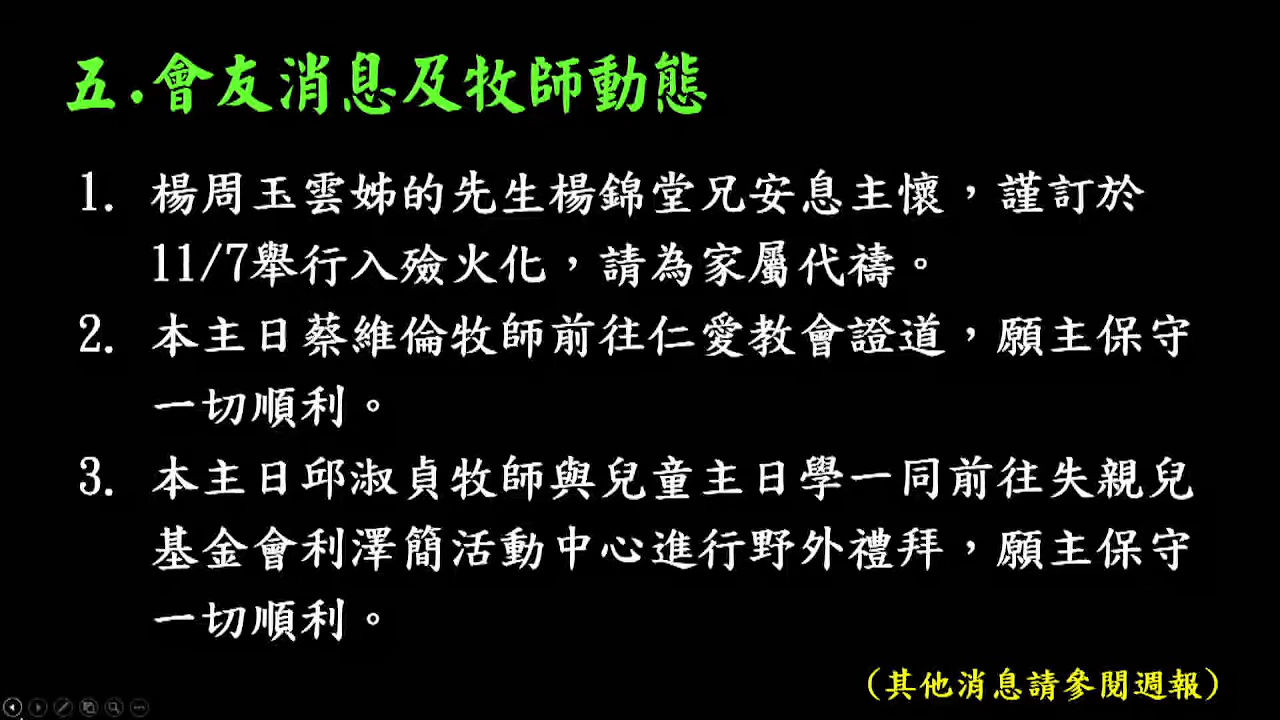 五.會友消息及牧師動態
1. 楊周玉雲姊的先生楊錦堂兄安息主懷，謹訂於
11/7舉行入殮火化，請為家屬代禱。
2. 本主日蔡維倫牧師前往仁愛教會證道，願主保守
一切順利。
3. 本主日邱淑貞牧師與兒童主日學一同前往失親兒
基金會利澤簡活動中心進行野外禮拜，願主保守
一切順利。
（其他消息請參閱週報）